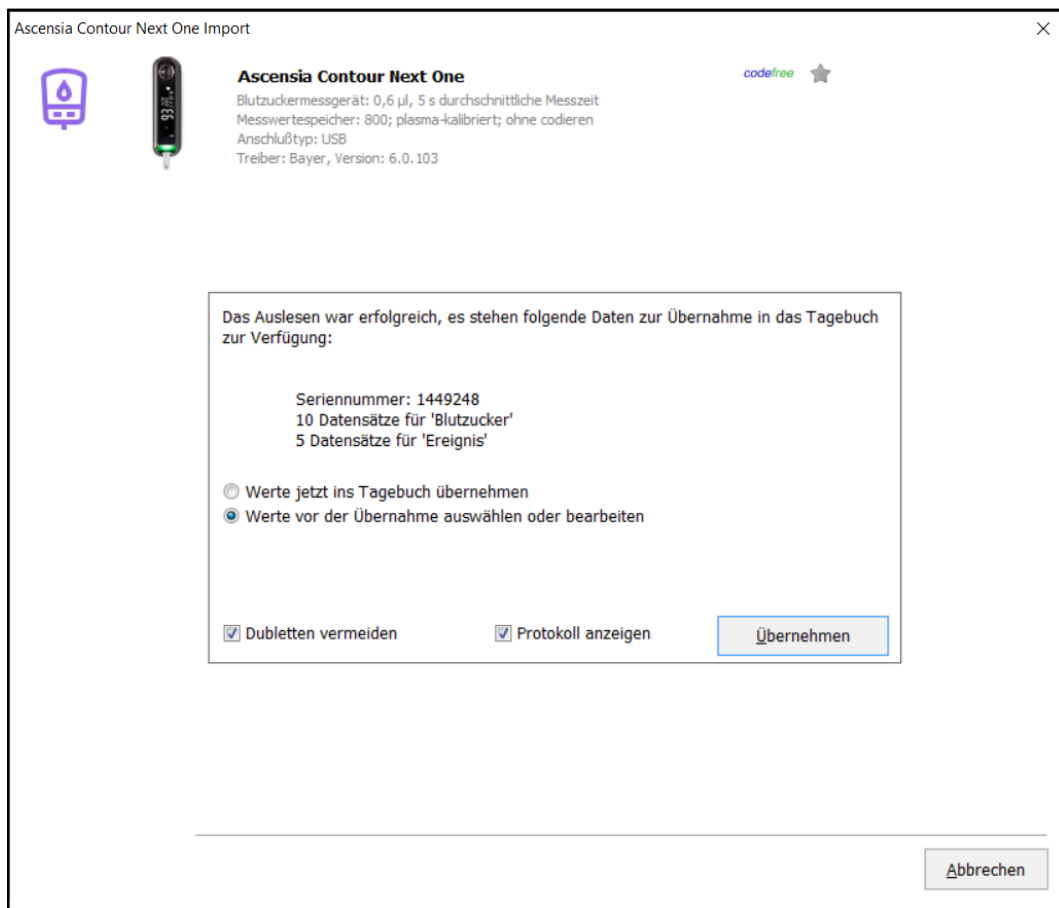 Ascensia Contour Next One Import
Ascensia Contour Next One
codefree
Blutzuckermessgerät: 0,6 µl, 5 s durchschnittliche Messzeit
Messwertespeicher: 800; plasma-kalibriert; ohne codieren
Anschlußtyp: USB
Treiber: Bayer, Version: 6.0.103
Das Auslesen war erfolgreich, es stehen folgende Daten zur Übernahme in das Tagebuch
zur Verfügung:
Seriennummer: 1449248
10 Datensätze für 'Blutzucker'
5 Datensätze für 'Ereignis'
Werte jetzt ins Tagebuch übernehmen
Werte vor der Übernahme auswählen oder bearbeiten
Dubletten vermeiden
Protokoll anzeigen
Übernehmen
Abbrechen